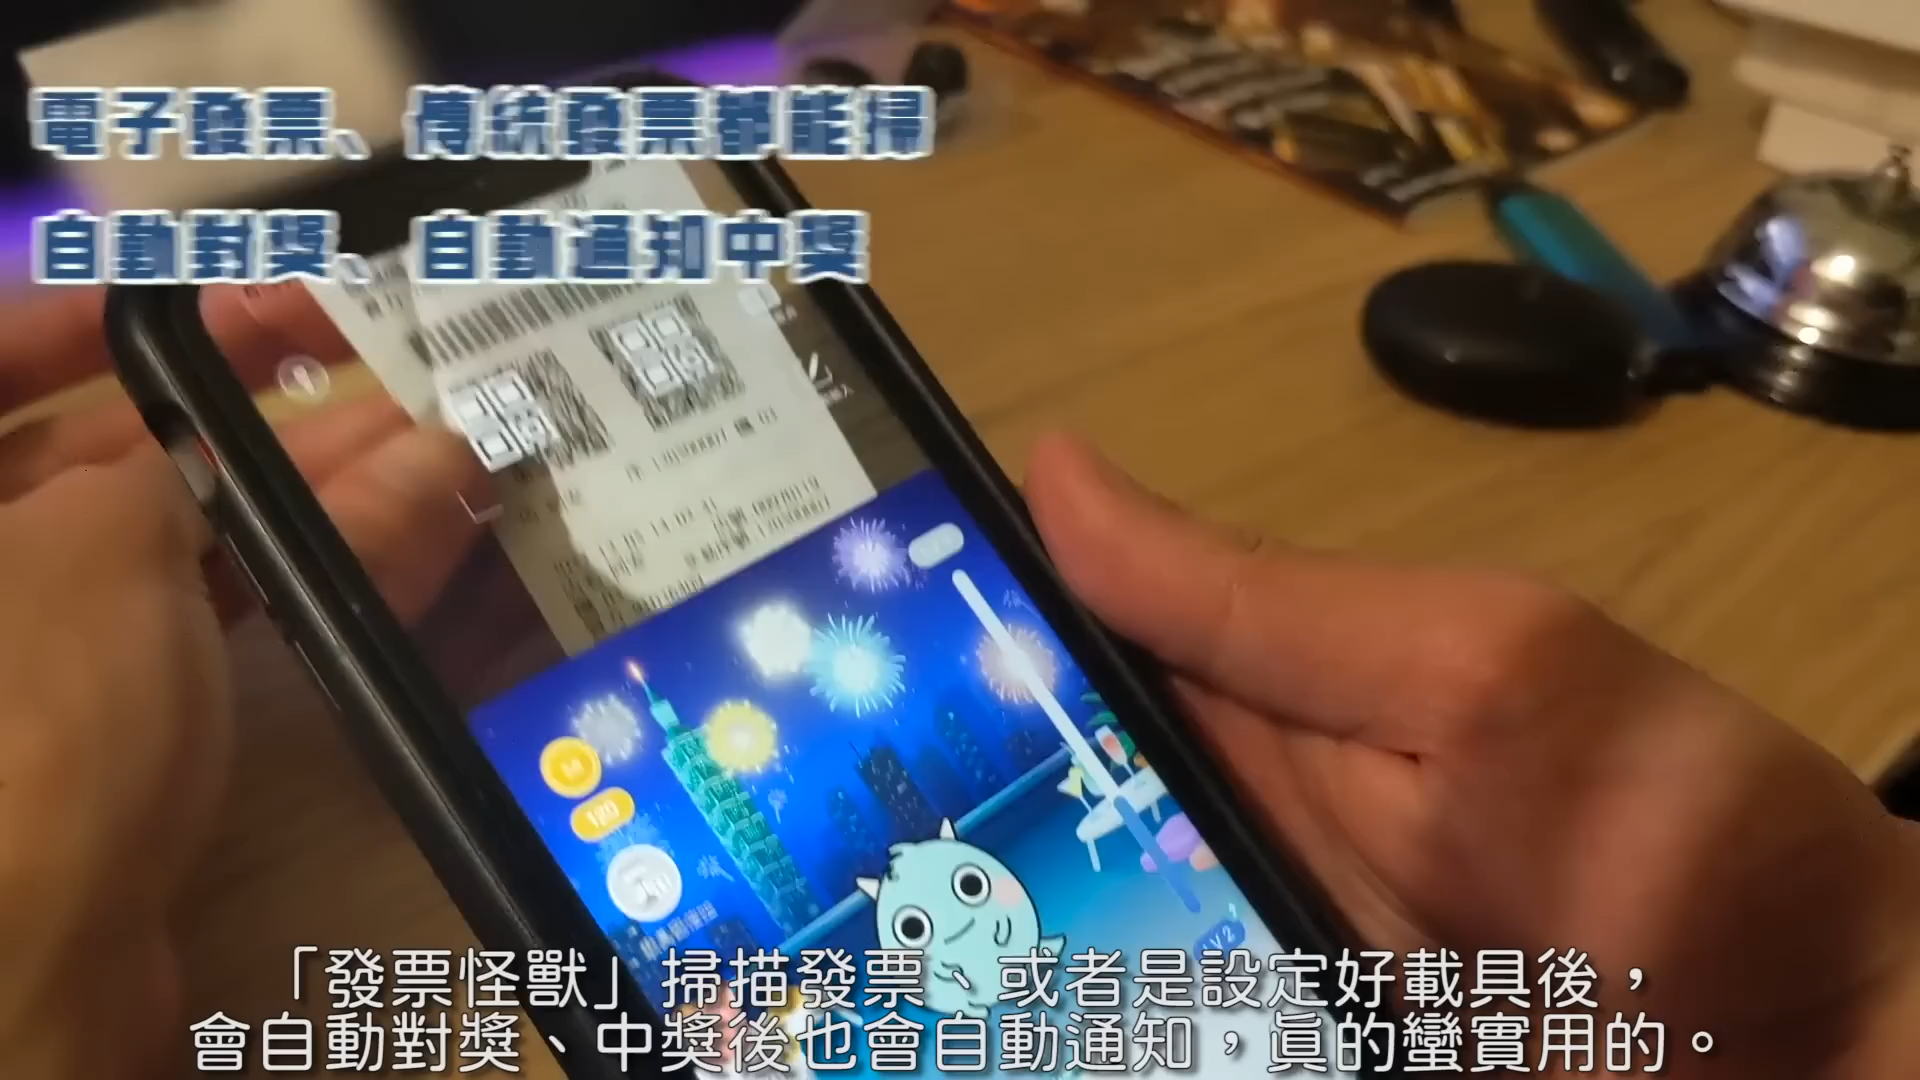 電子發票、傳統發票都能掃
自動對獎、自動通知中獎
120
LV2
「發票怪獸」掃描發票、或者是設定好載具後，
會自動對獎、中獎後也會自動通知，真的蠻實用的。